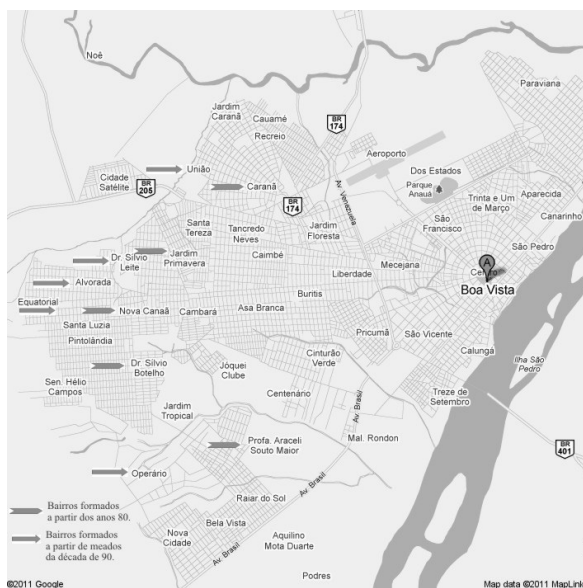 Noê
Paraviana
Jardim
Caranã
Cauamé
Recreio
BR
174
Aeroporto
União
Cidade
Satélite
BR
205
Caranã
BR
174
Av. Venezuela
Dos Estados
Parque
Anauá
Trinta e Um
de Março
Aparecida
Canarinho
Santa
Tereza
Tancredo
Neves
Jardim
Floresta
São
Francisco
São Pedro
Dr. Silvio
Leite
Jardim
Primavera
Caimbé
Liberdade
Mecejana
A
Centro
Boa Vista
Alvorada
Equatorial
Nova Canaã
Santa Luzia
Pintolândia
Cambará
Asa Branca
Buritis
Pricumã
São Vicente
Calungá
Ilha São
Pedro
Dr. Silvio
Botelho
Sen. Hélio
Campos
Jóquei
Clube
Cinturão
Verde
Centenário
Treze de
Setembro
Jardim
Tropical
Av. Brasil
Mal. Rondon
Profa. Araceli
Souto Maior
BR
401
Operário
Raiar do Sol
Av. Brasil
Bela Vista
Nova
Cidade
Aquilino
Mota Duarte
Av. Brasil
Podres
Bairros formados
a partir dos anos 80.
Bairros formados
a partir de meados
da década de 90.
©2011 Google
Map data ©2011 MapLink